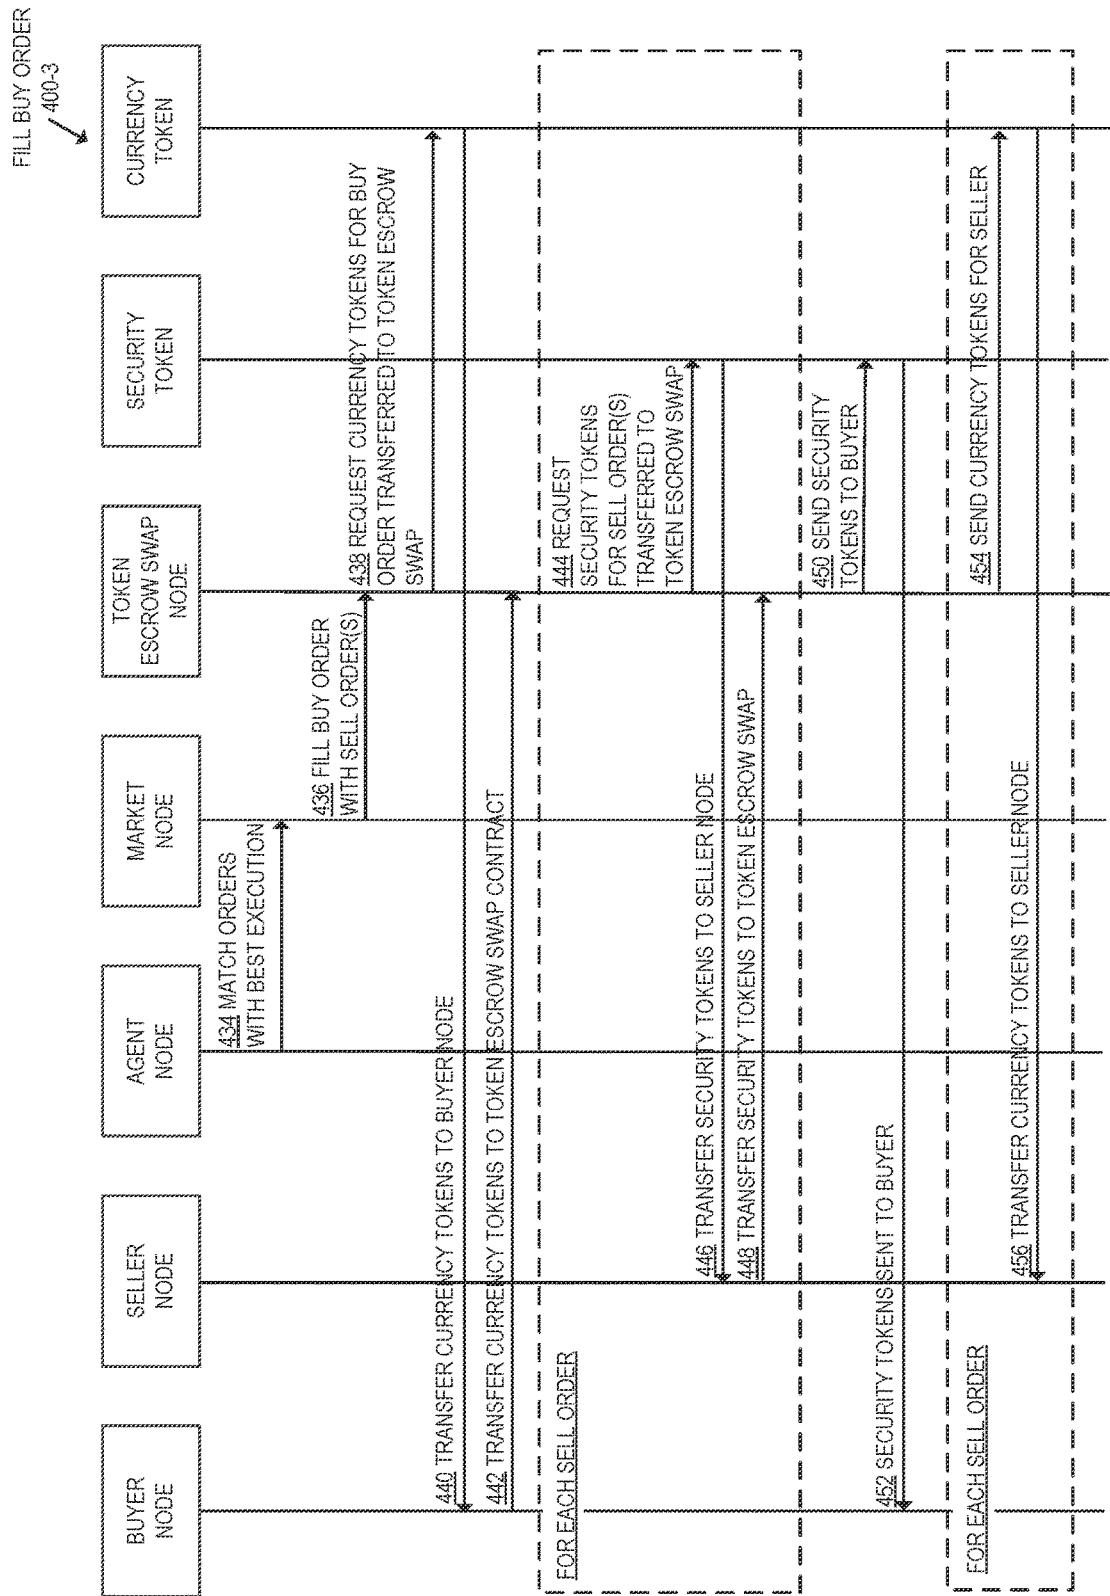 FILL BUY ORDER
400-3
BUYER
NODE
SELLER
NODE
AGENT
NODE
MARKET
NODE
TOKEN
ESCROW SWAP
NODE
SECURITY
TOKEN
CURRENCY
TOKEN
434 MATCH ORDERS
WITH BEST EXECUTION
436 FILL BUY ORDER
WITH SELL ORDER(S)
438 REQUEST CURRENCY TOKENS FOR BUY
ORDER TRANSFERRED TO TOKEN ESCROW
SWAP
440 TRANSFER CURRENCY TOKENS TO BUYER NODE
442 TRANSFER CURRENCY TOKENS TO TOKEN ESCROW SWAP CONTRACT
FOR EACH SELL ORDER
444 REQUEST
SECURITY TOKENS
FOR SELL ORDER(S)
TRANSFERRED TO
TOKEN ESCROW SWAP
446 TRANSFER SECURITY TOKENS TO SELLER NODE
448 TRANSFER SECURITY TOKENS TO TOKEN ESCROW SWAP
450 SEND SECURITY
TOKENS TO BUYER
452 SECURITY TOKENS SENT TO BUYER
FOR EACH SELL ORDER
454 SEND CURRENCY TOKENS FOR SELLER
456 TRANSFER CURRENCY TOKENS TO SELLER NODE